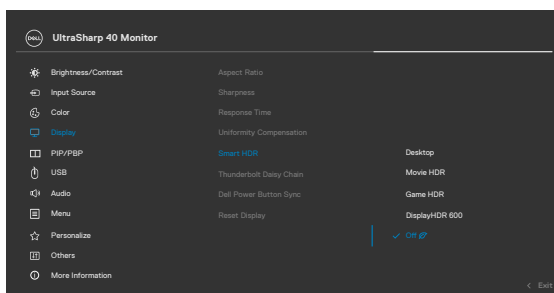 DELL UltraSharp 40 Monitor
Brightness/Contrast
Input Source
Color
Display
PIP/PBP
USB
Audio
Menu
Personalize
Others
More Information
Aspect Ratio
Sharpness
Response Time
Uniformity Compensation
Smart HDR
Thunderbolt Daisy Chain
Dell Power Button Sync
Reset Display
Desktop
Movie HDR
Game HDR
DisplayHDR 600
Off
Exit